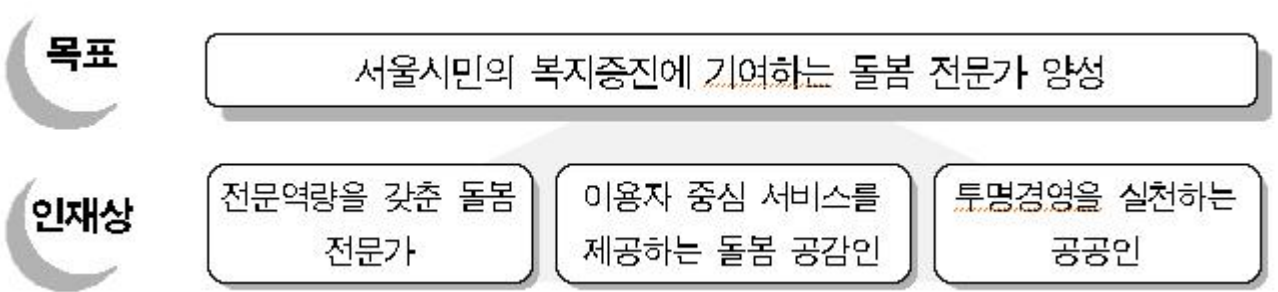 목표
서울시민의 복지증진에 기여하는 돌봄 전문가 양성
인재상
전문역량을 갖춘 돌봄
전문가
이용자 중심 서비스를
제공하는 돌봄 공감인
투명경영을 실천하는
공공인